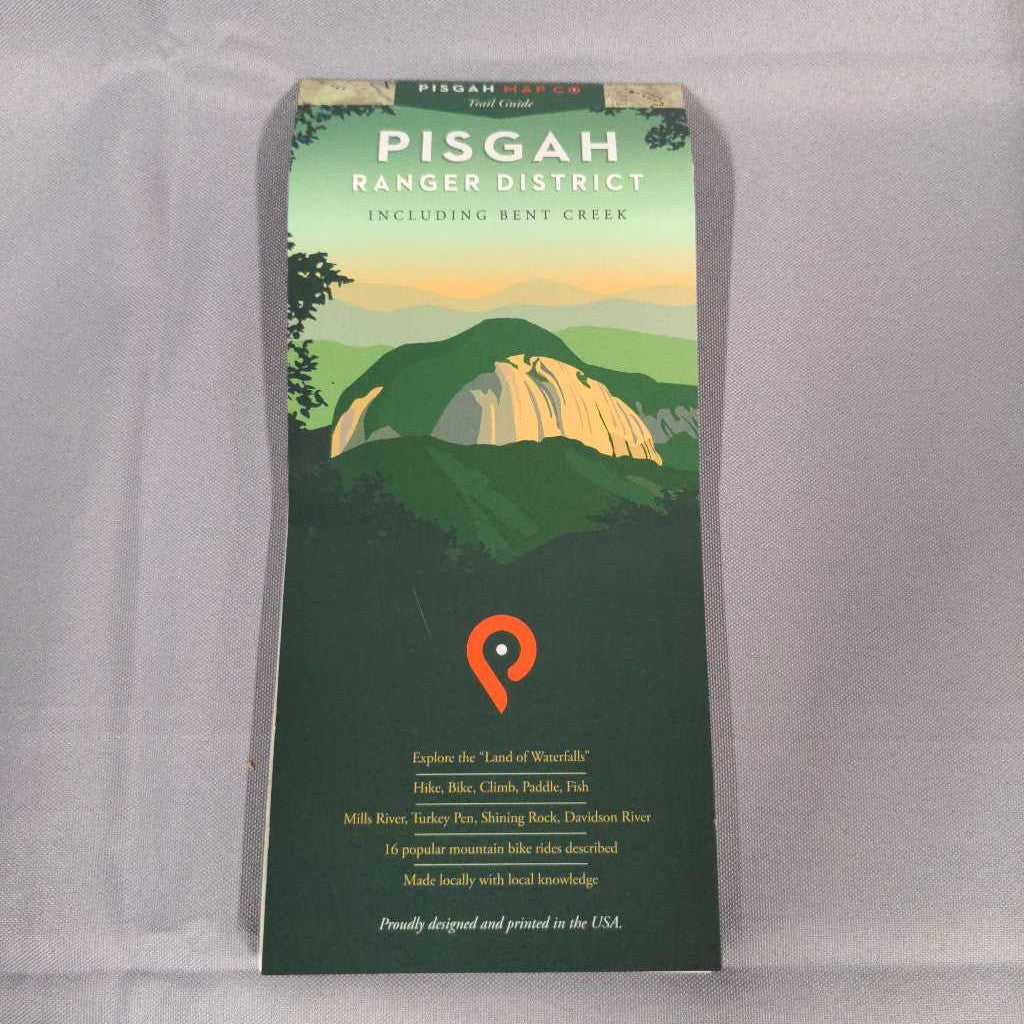 PISGAH MAP CO
Trail Guide
PISGAH
RANGER DISTRICT
INCLUDING BENT CREEK
Explore the “Land of Waterfalls”
Hike, Bike, Climb, Paddle, Fish
Mills River, Turkey Pen, Shining Rock, Davidson River
16 popular mountain bike rides described
Made locally with local knowledge
Proudly designed and printed in the USA.